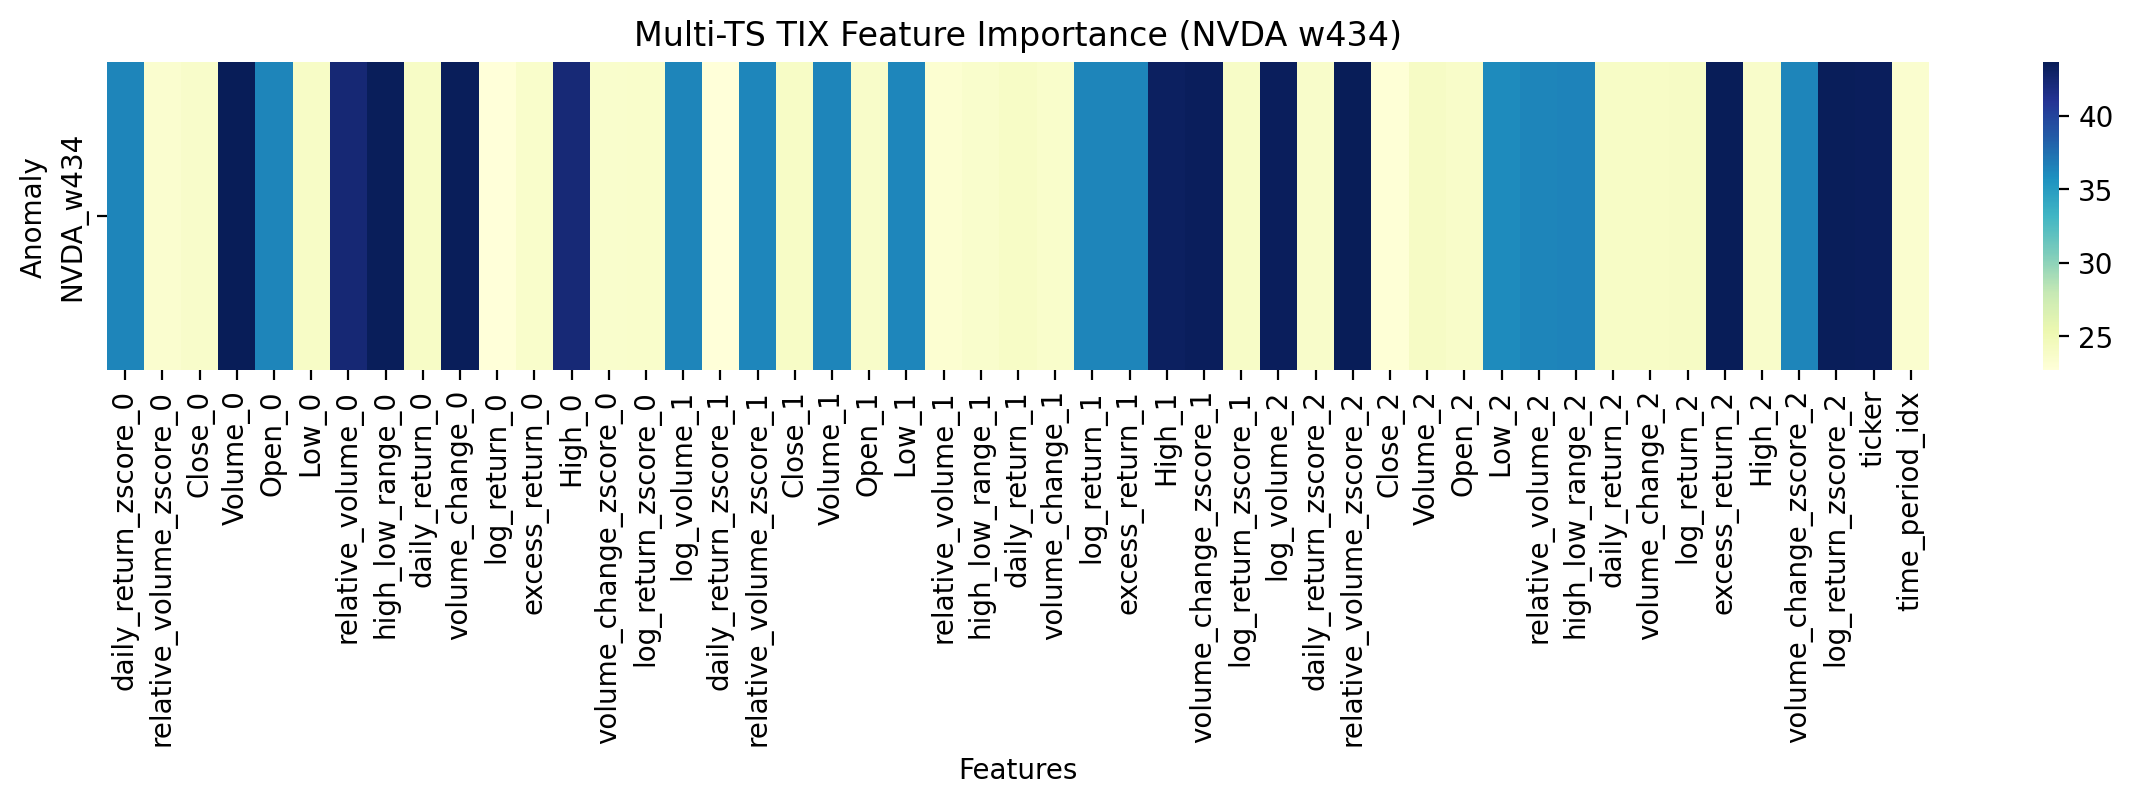 Multi-TS TIX Feature Importance (NVDA w434)
Anomaly
NVDA_w434
40
35
30
25
daily_return_zscore_0
relative_volume_zscore_0
Close_0
Volume_0
Open_0
Low_0
relative_volume_0
high_low_range_0
daily_return_0
volume_change_0
log_return_0
excess_return_0
High_0
volume_change_zscore_0
log_return_zscore_0
log_volume_1
daily_return_zscore_1
relative_volume_zscore_1
Close_1
Volume_1
Open_1
Low_1
relative_volume_1
high_low_range_1
daily_return_1
volume_change_1
log_return_1
excess_return_1
High_1
volume_change_zscore_1
log_return_zscore_1
log_volume_2
daily_return_zscore_2
relative_volume_zscore_2
Close_2
Volume_2
Open_2
Low_2
relative_volume_2
high_low_range_2
daily_return_2
volume_change_2
log_return_2
excess_return_2
High_2
volume_change_zscore_2
log_return_zscore_2
ticker
time_period_idx
Features